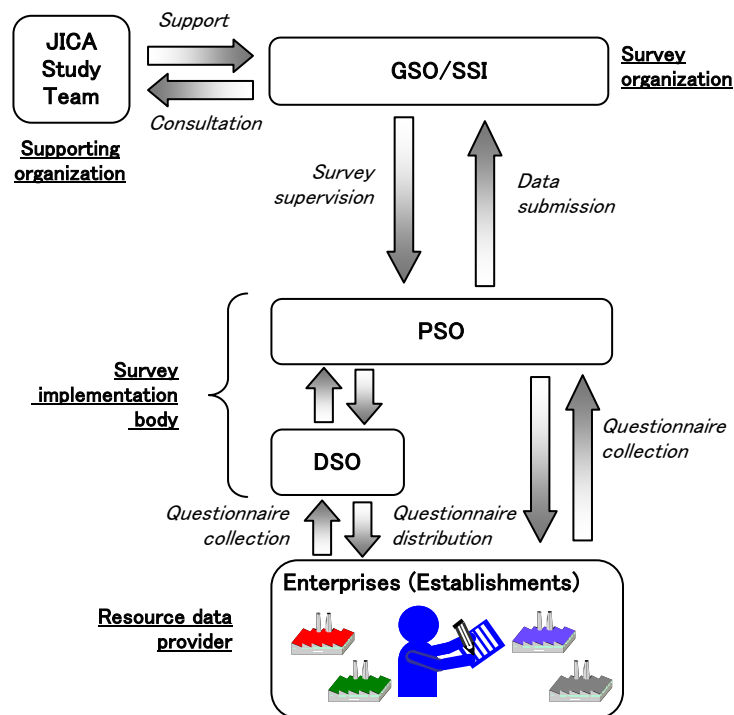 JICA
Study
Team
Support
Consultation
GSO/SSI
Survey
organization
Supporting
organization
Survey
supervision
Data
submission
PSO
Survey
implementation
body
DSO
Questionnaire
collection
Questionnaire
collection
Questionnaire
distribution
Enterprises (Establishments)
Resource data
provider